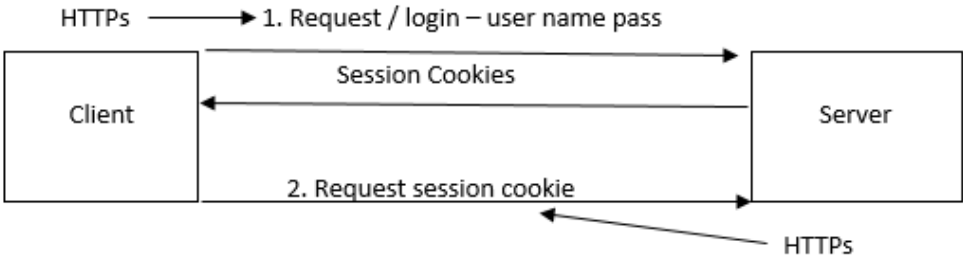 HTTPs 1. Request / login – user name pass
Session Cookies
Client
Server
2. Request session cookie
HTTPs